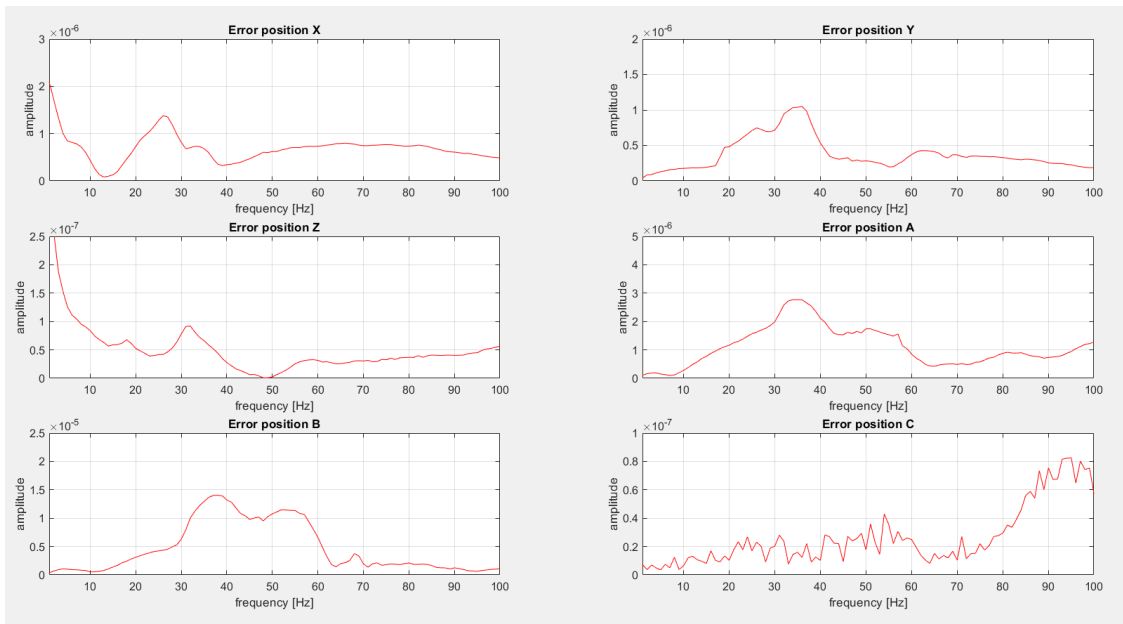 Error position X
×10⁻⁶
3
2
1
0
amplitude
10 20 30 40 50 60 70 80 90 100
frequency [Hz]
Error position Y
×10⁻⁶
2
1.5
1
0.5
0
amplitude
10 20 30 40 50 60 70 80 90 100
frequency [Hz]
Error position Z
×10⁻⁷
2.5
2
1.5
1
0.5
0
amplitude
10 20 30 40 50 60 70 80 90 100
frequency [Hz]
Error position A
×10⁻⁶
5
4
3
2
1
0
amplitude
10 20 30 40 50 60 70 80 90 100
frequency [Hz]
Error position B
×10⁻⁵
2.5
2
1.5
1
0.5
0
amplitude
10 20 30 40 50 60 70 80 90 100
frequency [Hz]
Error position C
×10⁻⁷
1
0.8
0.6
0.4
0.2
0
amplitude
10 20 30 40 50 60 70 80 90 100
frequency [Hz]